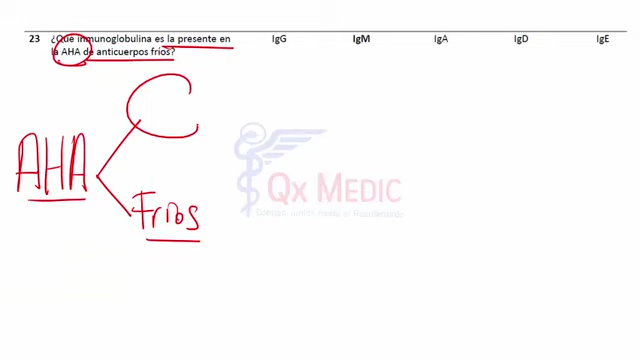 23 ¿Qué inmunoglobulina es la presente en IgG IgM IgA IgD IgE
la AHA de anticuerpos fríos?
C
AHA
Fríos
Qx MEDIC